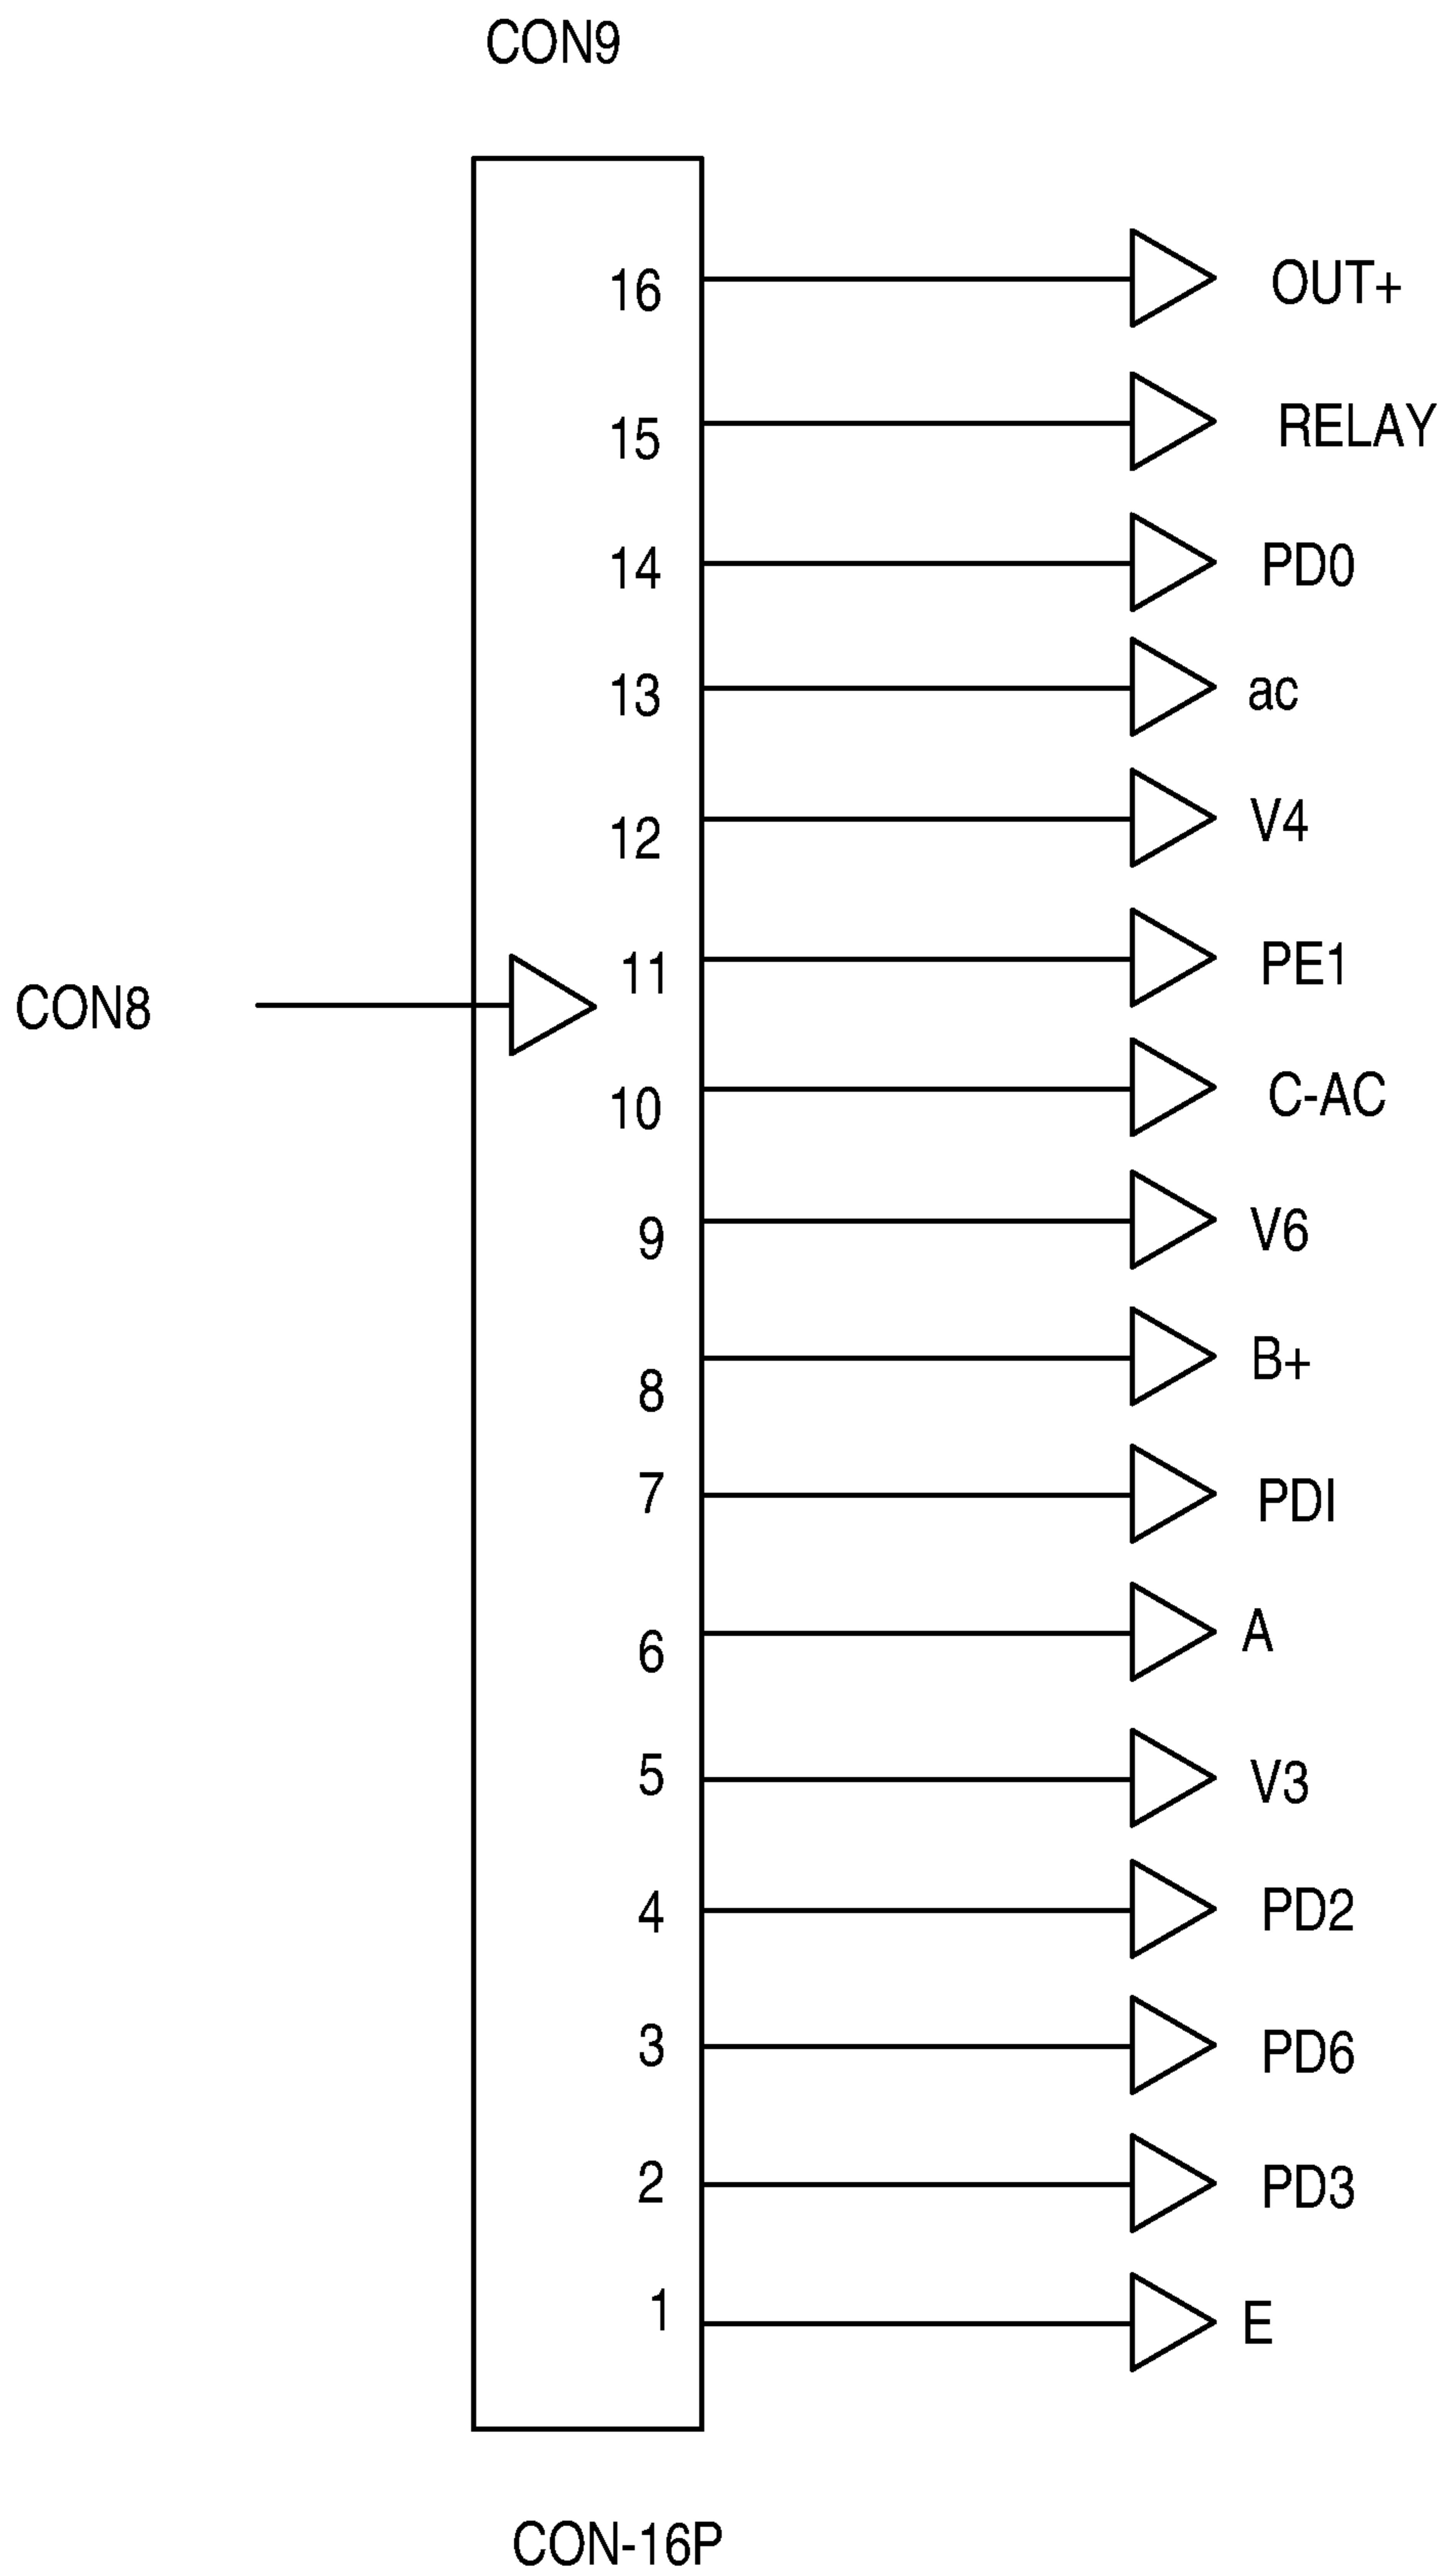 CON9
16 OUT+
15 RELAY
14 PD0
13 ac
12 V4
11 PE1
CON8
10 C-AC
9 V6
8 B+
7 PDI
6 A
5 V3
4 PD2
3 PD6
2 PD3
1 E
CON-16P